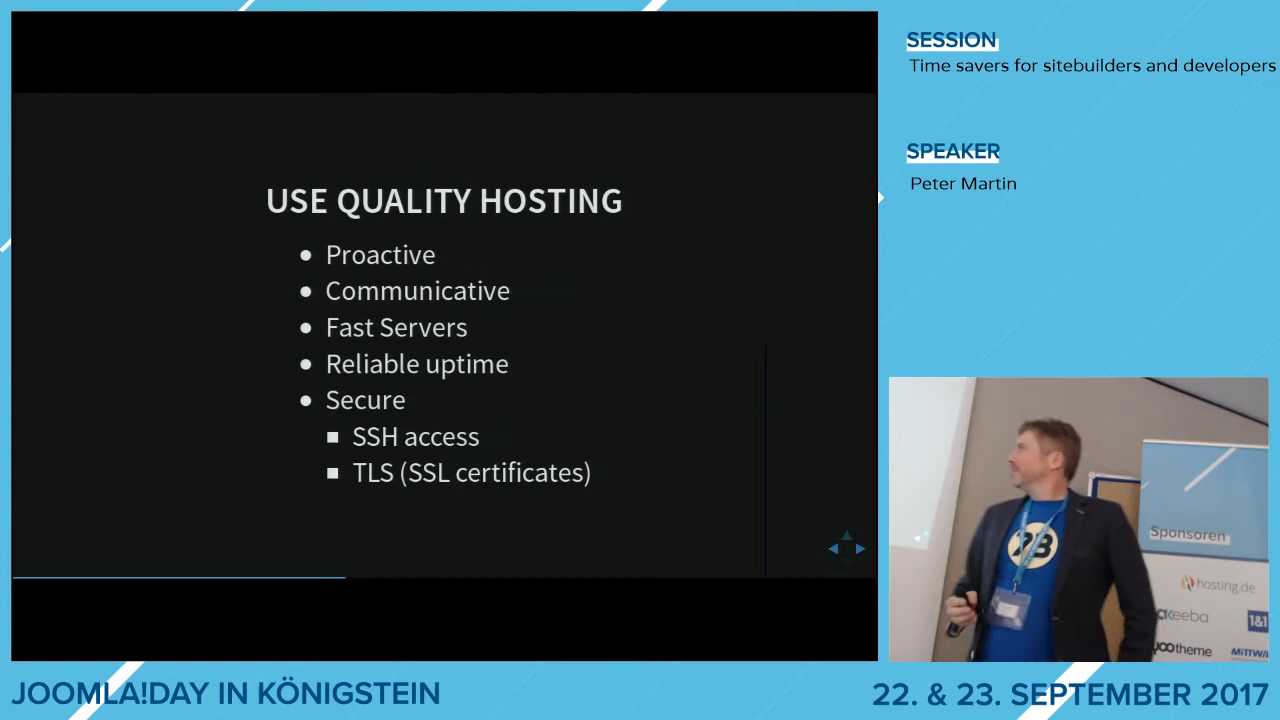 SESSION
Time savers for sitebuilders and developers
SPEAKER
Peter Martin
USE QUALITY HOSTING
Proactive
Communicative
Fast Servers
Reliable uptime
Secure
SSH access
TLS (SSL certificates)
Sponsoren
hosting.de
akeeba
1&1
yootheme
MITTW
JOOMLA!DAY IN KÖNIGSTEIN
22. & 23. SEPTEMBER 2017